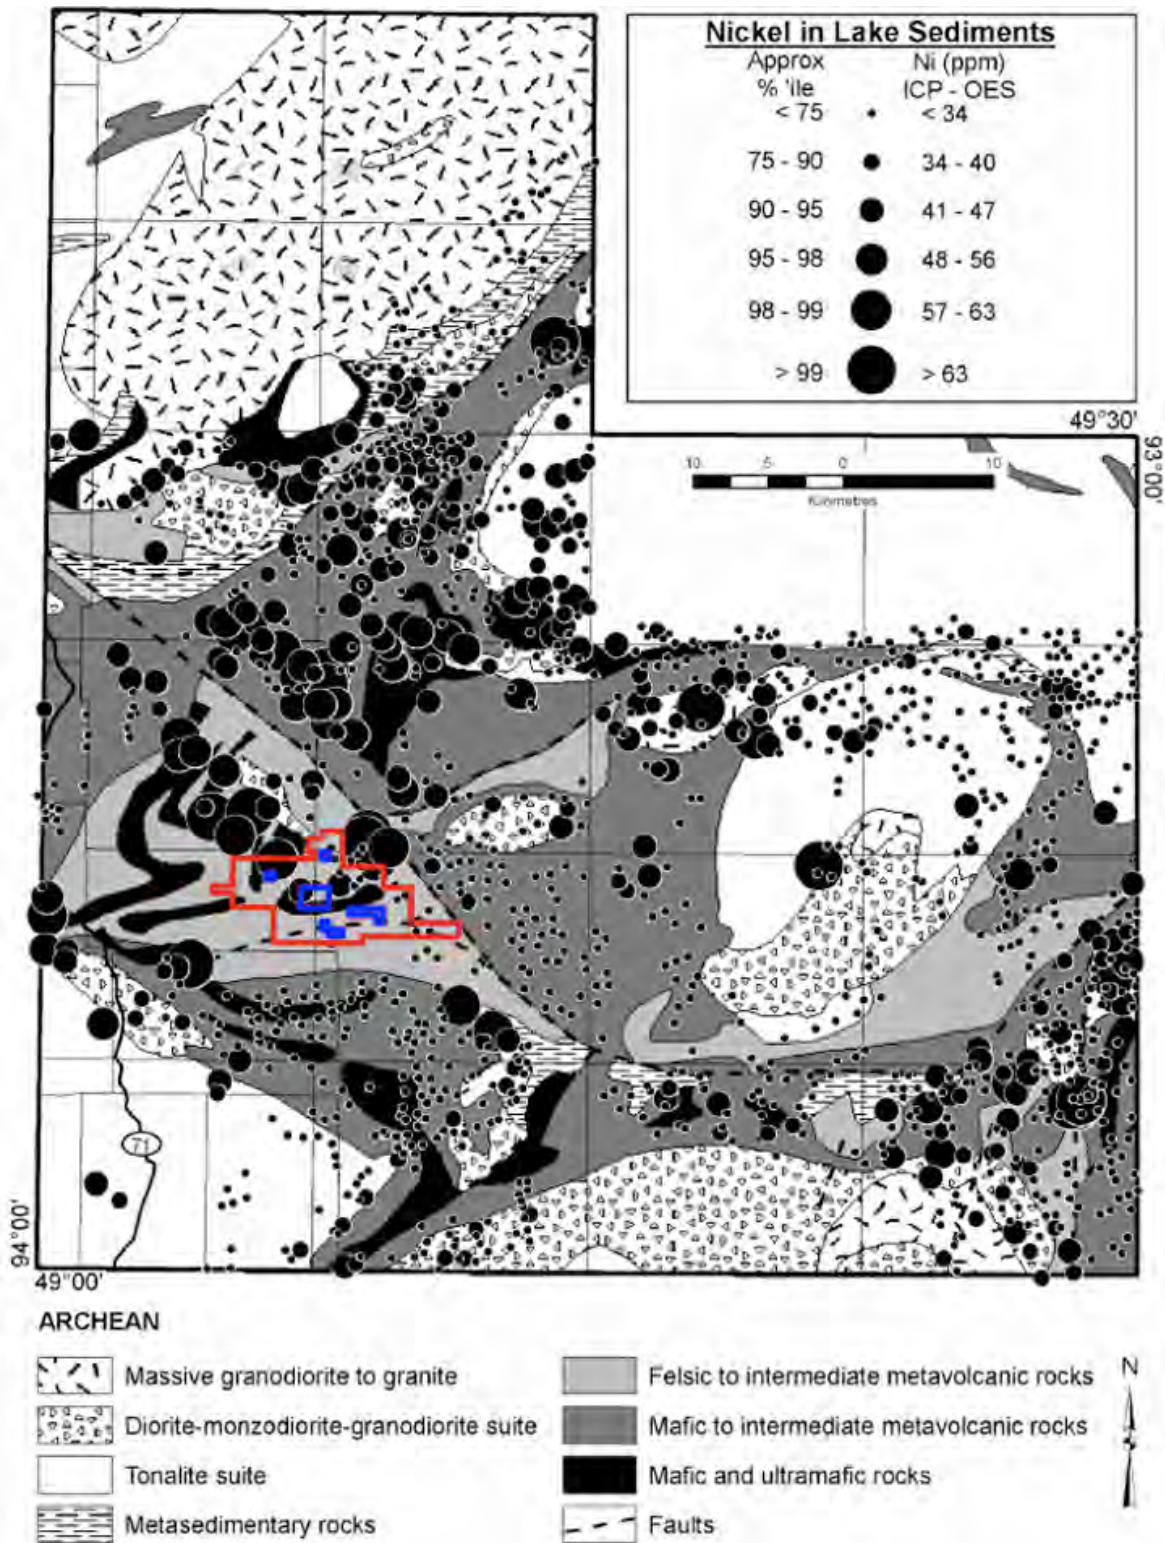 Nickel in Lake Sediments
Approx Ni (ppm)
% 'ile ICP - OES
< 75 < 34
75 - 90 34 - 40
90 - 95 41 - 47
95 - 98 48 - 56
98 - 99 57 - 63
> 99 > 63
49°30'
93°00'
10 5 0 10
Kilometres
71
94°00'
49°00'
ARCHEAN
Massive granodiorite to granite
Felsic to intermediate metavolcanic rocks
Diorite-monzodiorite-granodiorite suite
Mafic to intermediate metavolcanic rocks
Tonalite suite
Mafic and ultramafic rocks
Metasedimentary rocks
Faults
N